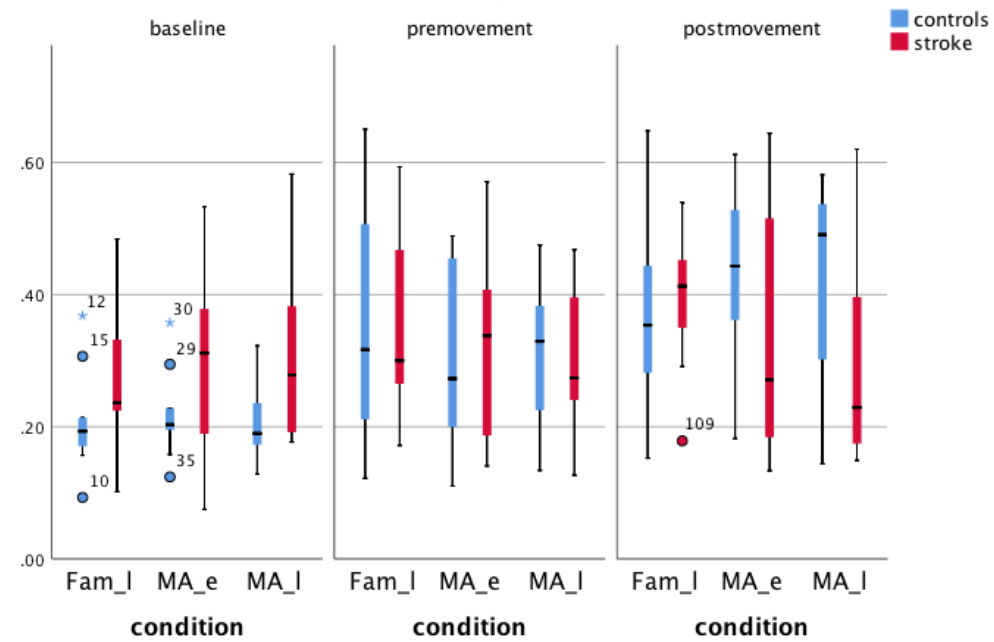 baseline
premovement
postmovement
controls
stroke
.60
.40
.20
.00
12
15
10
30
29
35
109
Fam_l MA_e MA_l
Fam_l MA_e MA_l
Fam_l MA_e MA_l
condition
condition
condition